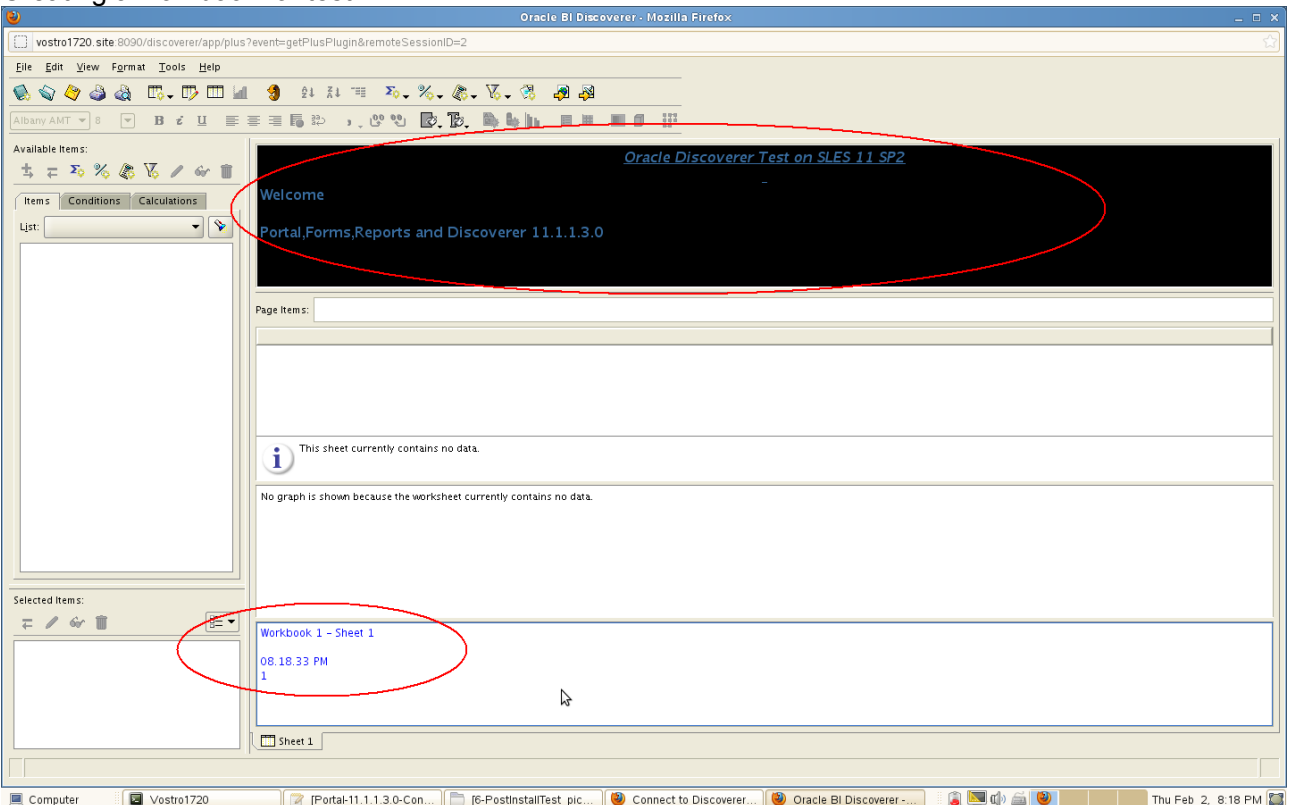 Oracle BI Discoverer - Mozilla Firefox
vostro1720.site:8090/discoverer/app/plus?event=getPlusPlugin&remoteSessionID=2
File Edit View Format Tools Help
Albany AMT 8 B i U
Available Items:
Items Conditions Calculations
List:
Oracle Discoverer Test on SLES 11 SP2
Welcome
Portal,Forms,Reports and Discoverer 11.1.1.3.0
Page Items:
This sheet currently contains no data.
No graph is shown because the worksheet currently contains no data.
Selected Items:
Workbook 1 - Sheet 1
08.18.33 PM
1
Sheet 1
Computer Vostro1720 [Portal-11.1.1.3.0-Con... [6-PostInstallTest_pic... Connect to Discoverer... Oracle BI Discoverer -... Thu Feb 2, 8:18 PM